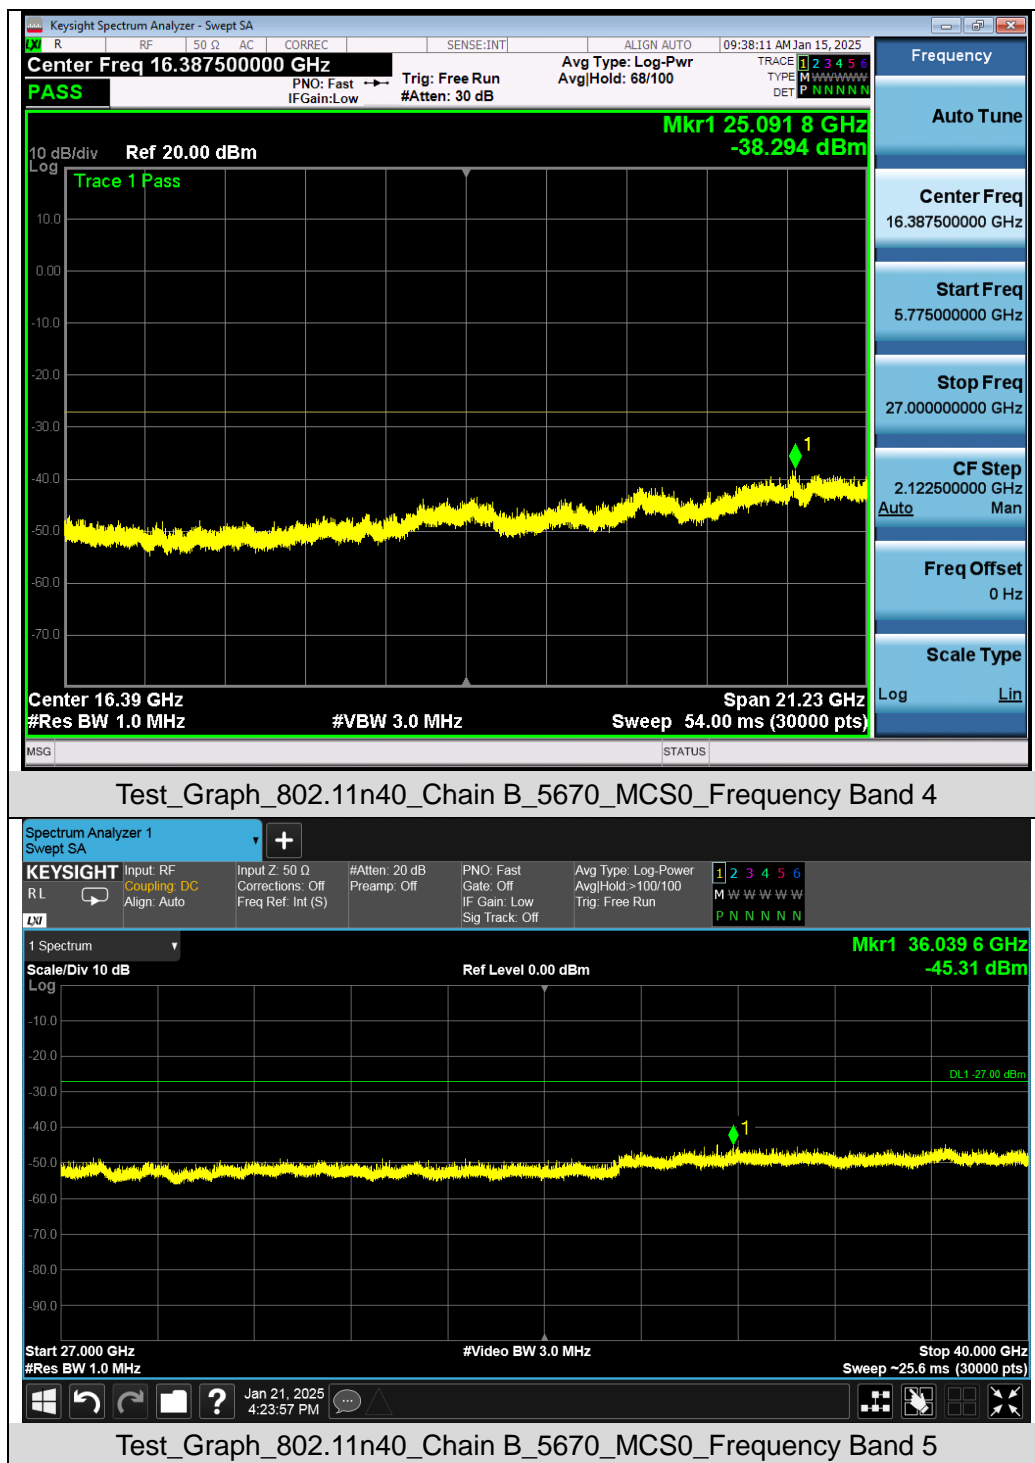 Keysight Spectrum Analyzer - Swept SA
LXI R RF 50 Ω AC CORREC SENSE:INT ALIGN AUTO 09:38:11 AM Jan 15, 2025
Center Freq 16.387500000 GHz
PNO: Fast
IFGain:Low
Trig: Free Run
#Atten: 30 dB
Avg Type: Log-Pwr
Avg|Hold: 68/100
TRACE 1 2 3 4 5 6
TYPE M WWWWW
DET P N N N N N
PASS
Mkr1 25.091 8 GHz
-38.294 dBm
10 dB/div Ref 20.00 dBm
Log
Trace 1 Pass
10.0
0.00
-10.0
-20.0
-30.0
-40.0
-50.0
-60.0
-70.0
1
Center 16.39 GHz Span 21.23 GHz
#Res BW 1.0 MHz #VBW 3.0 MHz Sweep 54.00 ms (30000 pts)
MSG STATUS
Frequency
Auto Tune
Center Freq
16.387500000 GHz
Start Freq
5.775000000 GHz
Stop Freq
27.000000000 GHz
CF Step
2.122500000 GHz
Auto Man
Freq Offset
0 Hz
Scale Type
Log Lin
Test_Graph_802.11n40_Chain B_5670_MCS0_Frequency Band 4
Spectrum Analyzer 1
Swept SA
+
KEYSIGHT
RL
LXI
Input: RF
Coupling: DC
Align: Auto
Input Z: 50 Ω
Corrections: Off
Freq Ref: Int (S)
#Atten: 20 dB
Preamp: Off
PNO: Fast
Gate: Off
IF Gain: Low
Sig Track: Off
Avg Type: Log-Power
Avg|Hold:>100/100
Trig: Free Run
1 2 3 4 5 6
M W W W W W
P N N N N N
1 Spectrum
Mkr1 36.039 6 GHz
Scale/Div 10 dB Ref Level 0.00 dBm -45.31 dBm
Log
-10.0
-20.0
DL1 -27.00 dBm
-30.0
-40.0
-50.0
-60.0
-70.0
-80.0
-90.0
1
Start 27.000 GHz #Video BW 3.0 MHz Stop 40.000 GHz
#Res BW 1.0 MHz Sweep ~25.6 ms (30000 pts)
?
Jan 21, 2025
4:23:57 PM
Test_Graph_802.11n40_Chain B_5670_MCS0_Frequency Band 5